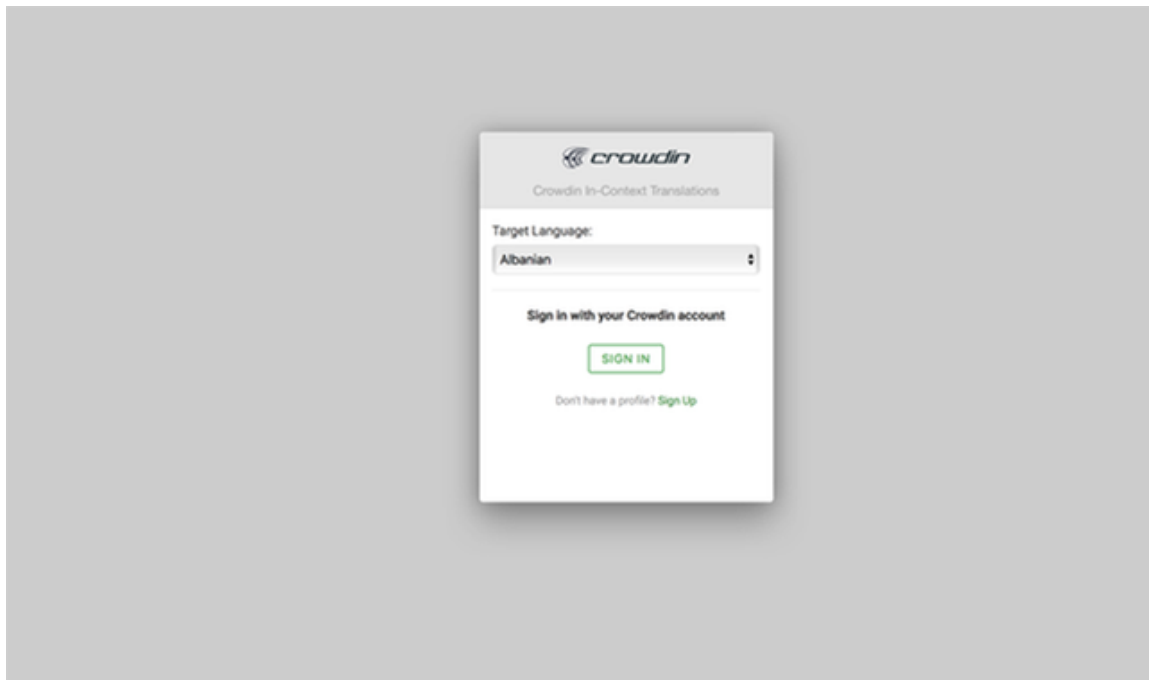 crowdin
Crowdin In-Context Translations
Target Language:
Albanian
Sign in with your Crowdin account
SIGN IN
Don't have a profile? Sign Up